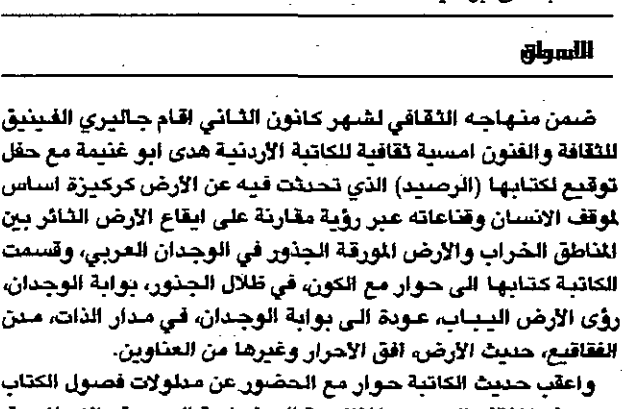 الاسواق
ضمن منهاجه الثقافي لشهر كانون الثاني اقام جاليري الفينيق
للثقافة والفنون امسية ثقافية للكاتبة الأردنية هدى ابو غنيمة مع حفل
توقيع لكتابها (الرصيد) الذي تحدثت فيه عن الأرض كركيزة اساس
لموقف الانسان وقناعاته عبر رؤية مقارنة على ايقاع الارض الثائر بين
المناطق الخراب والارض المورقة الجذور في الوجدان العربي، وقسمت
الكاتبة كتابها الى حوار مع الكون، في ظلال الجذور، بوابة الوجدان،
رؤى الأرض اليباب، عودة الى بوابة الوجدان، في مدار الذات، مدن
الفقاقيع، حديث الأرض، افق الاحرار وغيرها من العناوين.
واعقب حديث الكاتبة حوار مع الحضور عن مدلولات فصول الكتاب